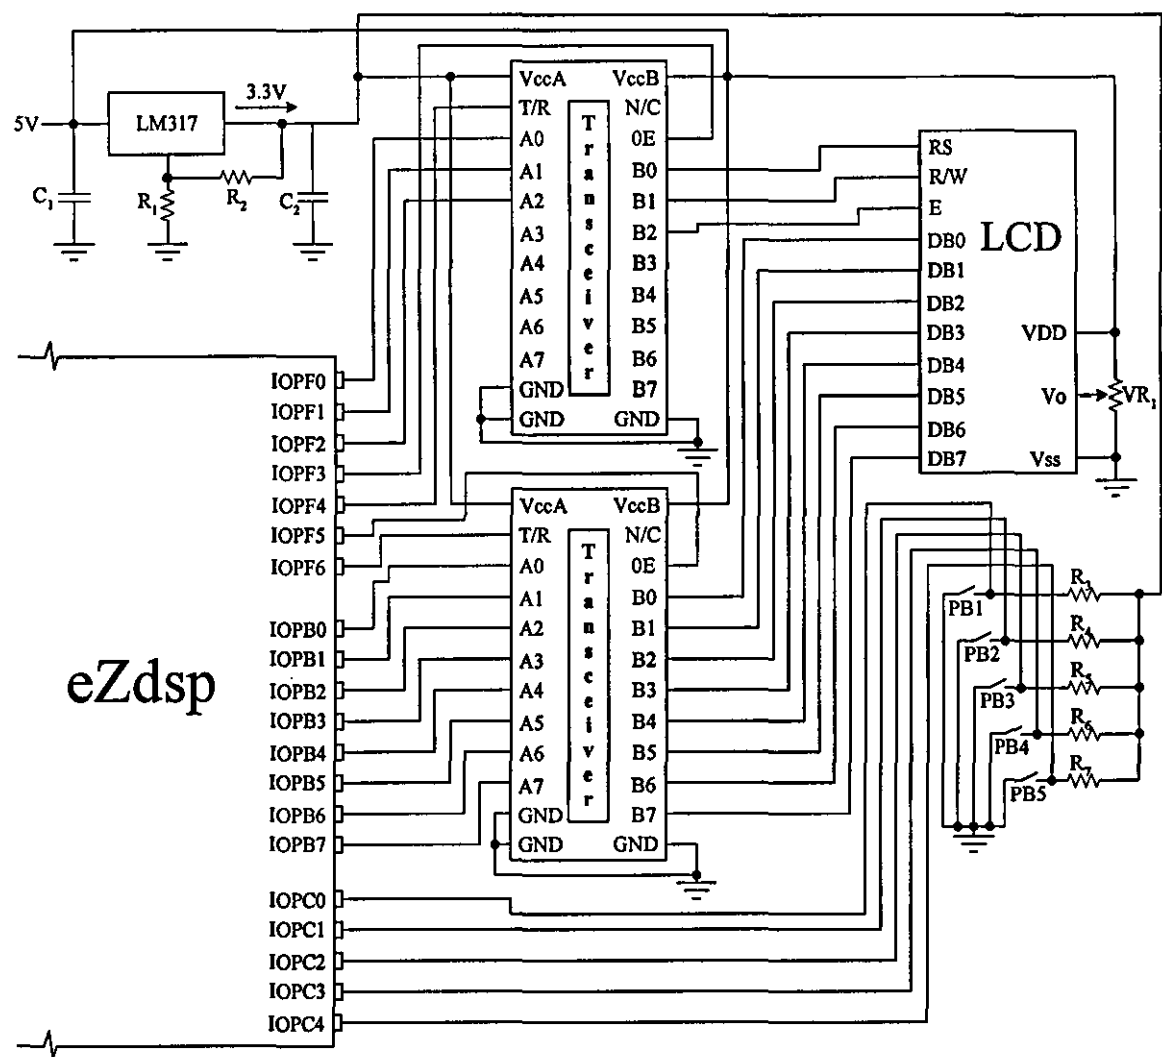 5V
LM317
3.3V
C1
R1
R2
C2
VccA
T/R
A0
A1
A2
A3
A4
A5
A6
A7
GND
GND
Transceiver
VccB
N/C
0E
B0
B1
B2
B3
B4
B5
B6
B7
GND
RS
R/W
E
DB0
DB1
DB2
DB3
DB4
DB5
DB6
DB7
LCD
VDD
Vo
Vss
VR1
eZdsp
IOPF0
IOPF1
IOPF2
IOPF3
IOPF4
IOPF5
IOPF6
IOPB0
IOPB1
IOPB2
IOPB3
IOPB4
IOPB5
IOPB6
IOPB7
IOPC0
IOPC1
IOPC2
IOPC3
IOPC4
VccA
T/R
A0
A1
A2
A3
A4
A5
A6
A7
GND
GND
Transceiver
VccB
N/C
0E
B0
B1
B2
B3
B4
B5
B6
B7
GND
PB1
R3
PB2
R4
PB3
R5
PB4
R6
PB5
R7